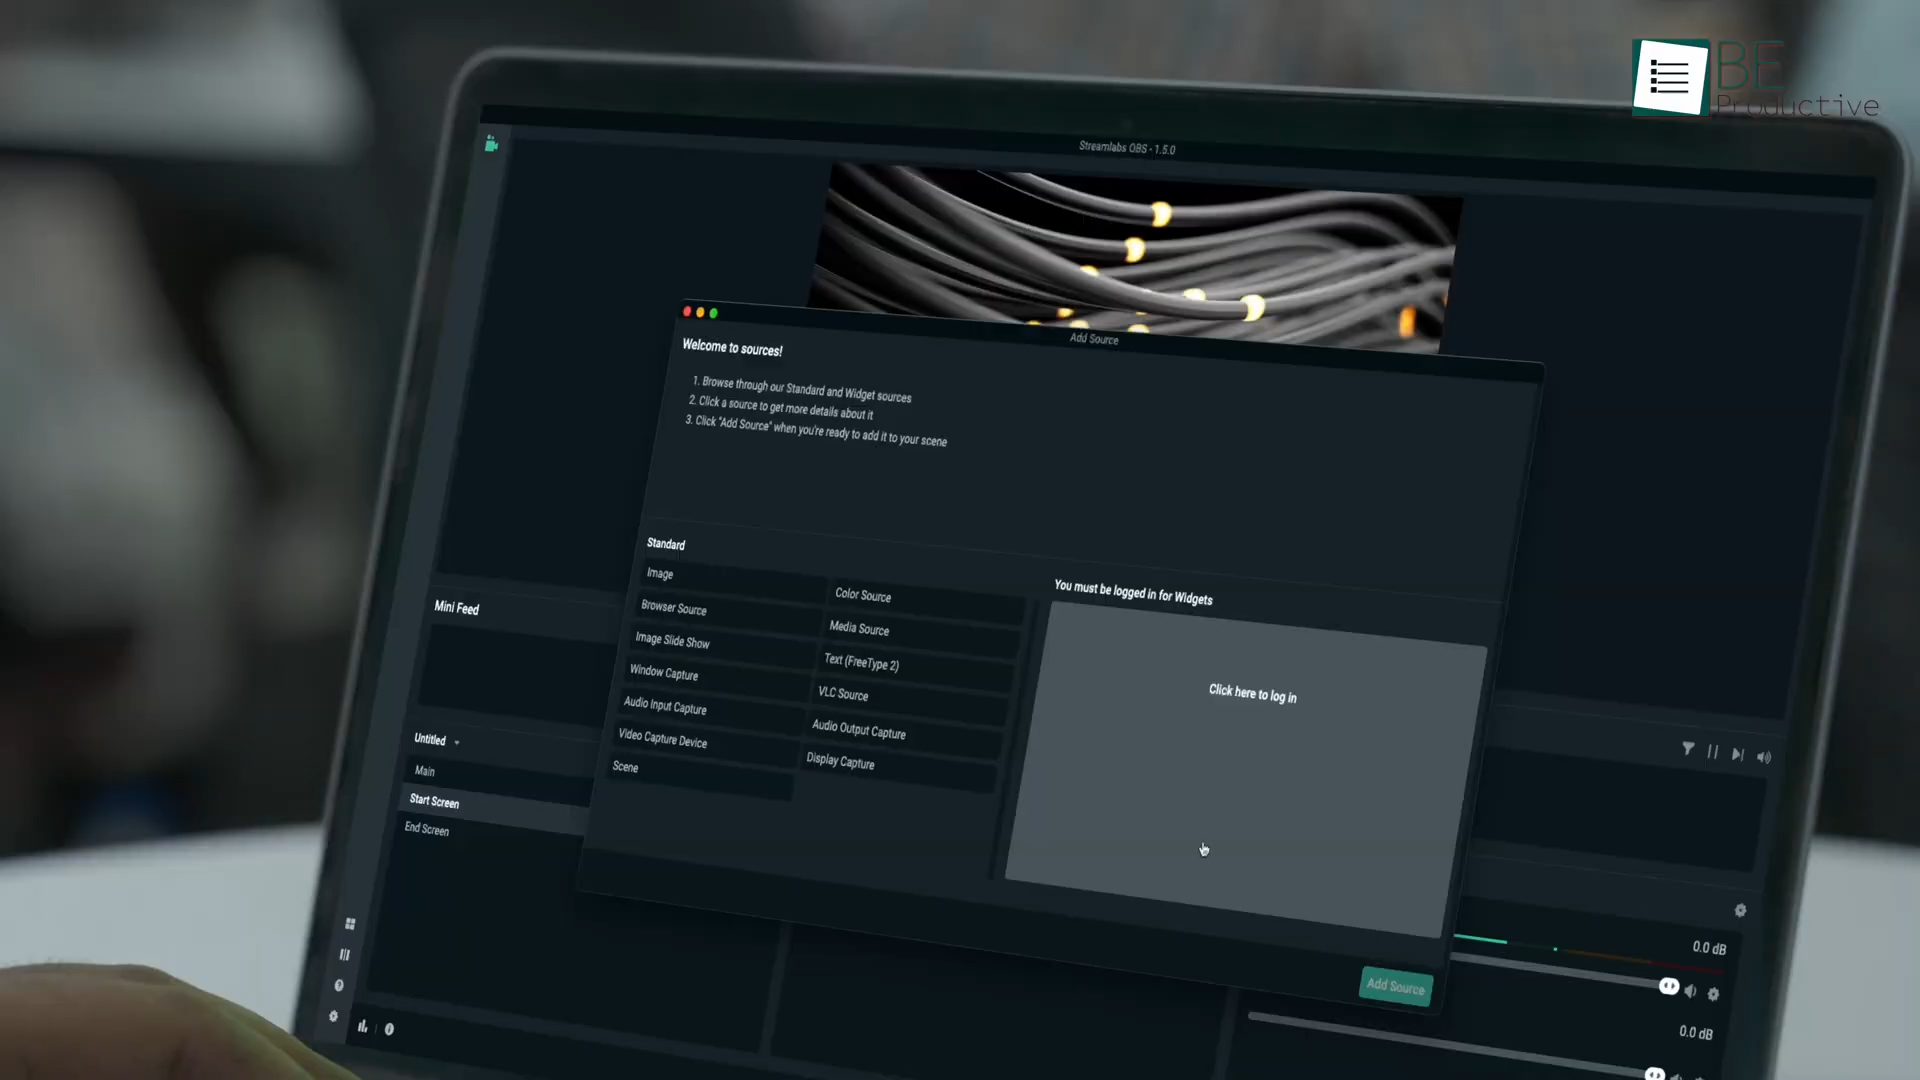 BE
Productive
Streamlabs OBS - 1.5.0
Add Source
Welcome to sources!
1. Browse through our Standard and Widget sources
2. Click a source to get more details about it
3. Click "Add Source" when you're ready to add it to your scene
Standard
Image
Color Source
Browser Source
Media Source
Image Slide Show
Text (FreeType 2)
Window Capture
VLC Source
Audio Input Capture
Audio Output Capture
Video Capture Device
Display Capture
Scene
You must be logged in for Widgets
Click here to log in
Add Source
Mini Feed
Untitled
Main
Start Screen
End Screen
0.0 dB
0.0 dB